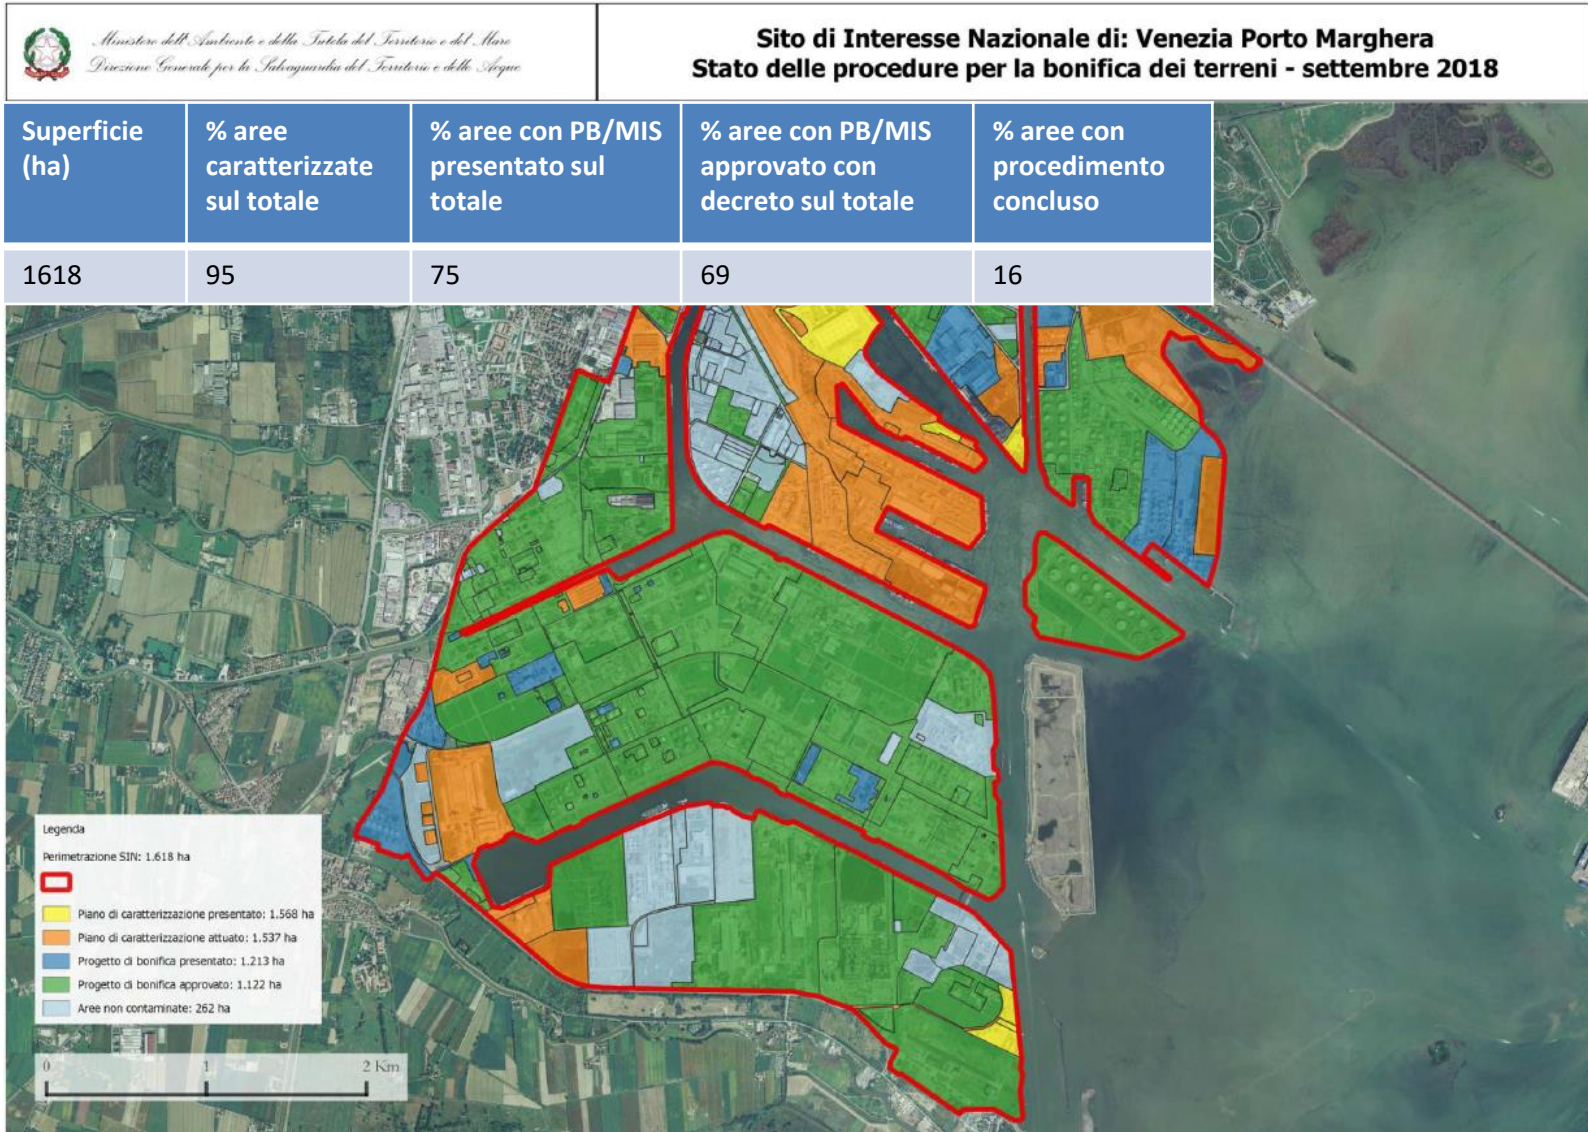 Ministero dell'Ambiente e della Tutela del Territorio e del Mare
Direzione Generale per la Salvaguardia del Territorio e delle Acque
Sito di Interesse Nazionale di: Venezia Porto Marghera
Stato delle procedure per la bonifica dei terreni - settembre 2018
Superficie (ha)
% aree caratterizzate sul totale
% aree con PB/MIS presentato sul totale
% aree con PB/MIS approvato con decreto sul totale
% aree con procedimento concluso
1618 95 75 69 16
Legenda
Perimetrazione SIN: 1.618 ha
Piano di caratterizzazione presentato: 1.568 ha
Piano di caratterizzazione attuato: 1.537 ha
Progetto di bonifica presentato: 1.213 ha
Progetto di bonifica approvato: 1.122 ha
Aree non contaminate: 262 ha
0 1 2 Km